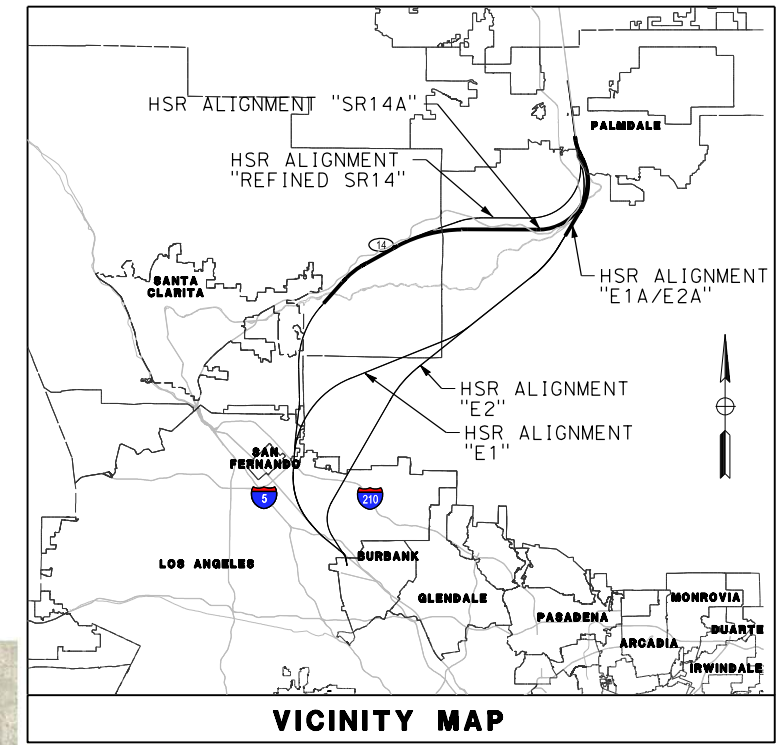 HSR ALIGNMENT "SR14A"
PALMDALE
HSR ALIGNMENT
"REFINED SR14"
14
HSR ALIGNMENT
"E1A/E2A"
SANTA
CLARITA
HSR ALIGNMENT
"E2"
HSR ALIGNMENT
"E1"
SAN
FERNANDO
5
210
LOS ANGELES
BURBANK
GLENDALE
PASADENA
MONROVIA
ARCADIA
DUARTE
IRWINDALE
VICINITY MAP